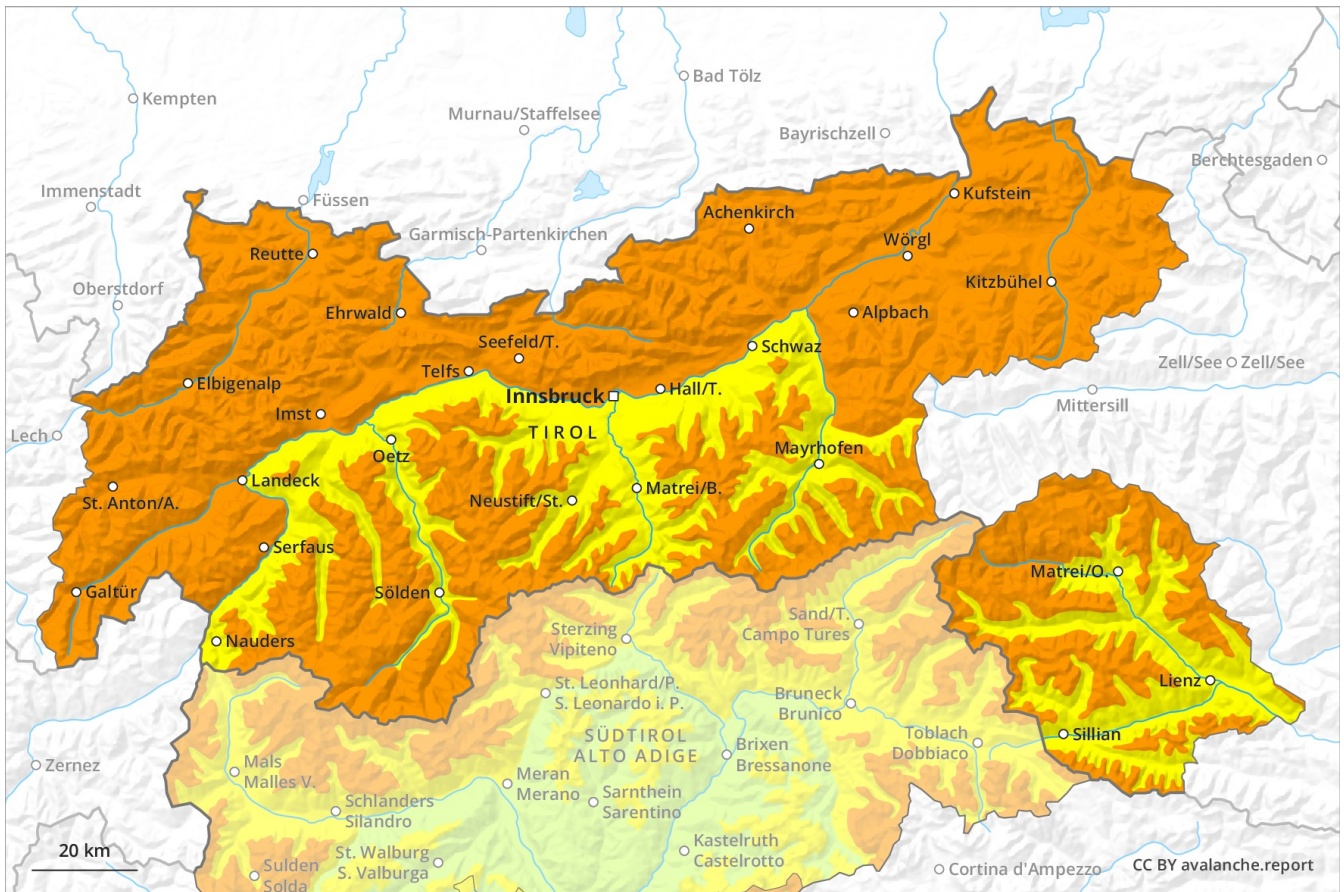 Kempten
Bad Tölz
Murnau/Staffelsee
Bayrischzell
Berchtesgaden
Immenstadt
Füssen
Kufstein
Achenkirch
Garmisch-Partenkirchen
Wörgl
Reutte
Kitzbühel
Oberstdorf
Ehrwald
Alpbach
Seefeld/T.
Schwaz
Zell/See
Zell/See
Telfs
Elbigenalp
Hall/T.
Innsbruck
Mittersill
Imst
TIROL
Lech
Mayrhofen
Oetz
Landeck
Matrei/B.
St. Anton/A.
Neustift/St.
Serfaus
Matrei/O.
Galtür
Sölden
Sand/T.
Campo Tures
Sterzing
Vipiteno
Nauders
Lienz
St. Leonhard/P.
S. Leonardo i. P.
Bruneck
Brunico
Toblach
Dobbiaco
Sillian
SÜDTIROL
ALTO ADIGE
Brixen
Bressanone
Zernez
Mals
Malles V.
Meran
Merano
Sarnthein
Sarentino
Schlanders
Silandro
Kastelruth
Castelrotto
20 km
St. Walburg
S. Valburga
Sulden
Solda
Cortina d'Ampezzo
CC BY avalanche.report